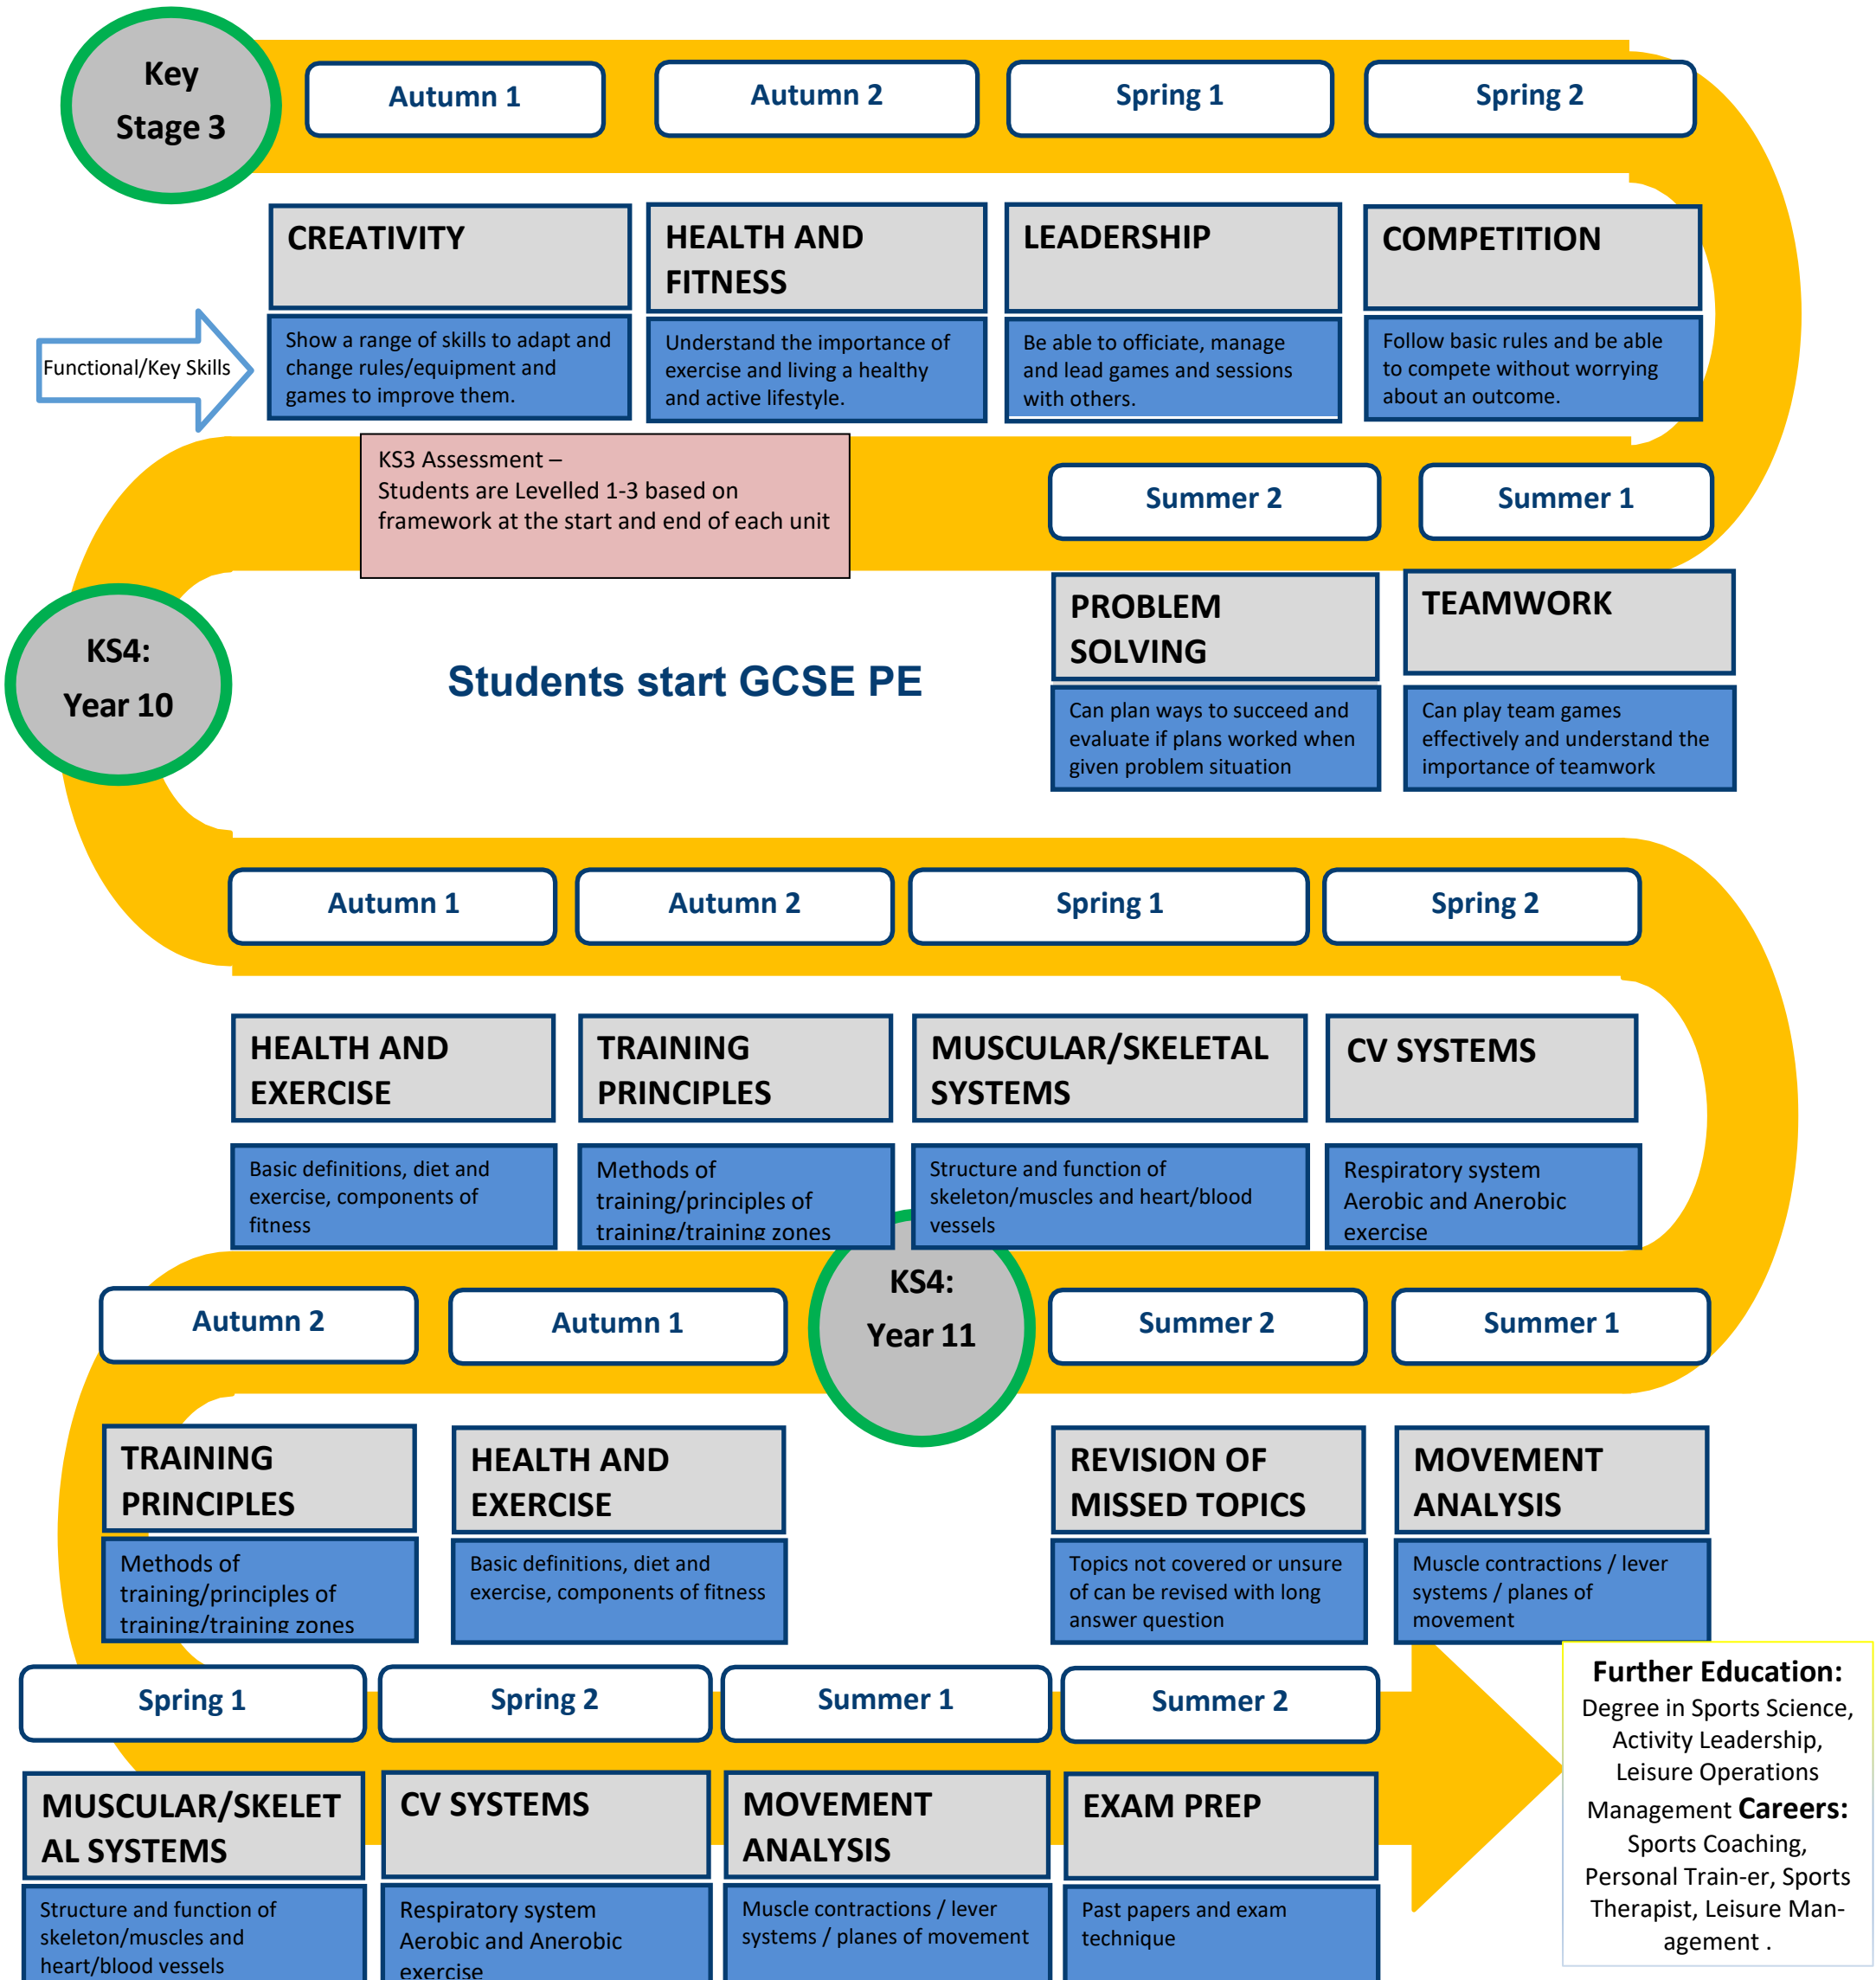 Key
Stage 3
Autumn 1
Autumn 2
Spring 1
Spring 2
CREATIVITY
HEALTH AND
FITNESS
LEADERSHIP
COMPETITION
Functional/Key Skills
Show a range of skills to adapt and
change rules/equipment and
games to improve them.
Understand the importance of
exercise and living a healthy
and active lifestyle.
Be able to officiate, manage
and lead games and sessions
with others.
Follow basic rules and be able
to compete without worrying
about an outcome.
KS3 Assessment –
Students are Levelled 1-3 based on
framework at the start and end of each unit
Summer 2
Summer 1
PROBLEM
SOLVING
TEAMWORK
Can plan ways to succeed and
evaluate if plans worked when
given problem situation
Can play team games
effectively and understand the
importance of teamwork
KS4:
Year 10
Students start GCSE PE
Autumn 1
Autumn 2
Spring 1
Spring 2
HEALTH AND
EXERCISE
TRAINING
PRINCIPLES
MUSCULAR/SKELETAL
SYSTEMS
CV SYSTEMS
Basic definitions, diet and
exercise, components of
fitness
Methods of
training/principles of
training/training zones
Structure and function of
skeleton/muscles and heart/blood
vessels
Respiratory system
Aerobic and Anerobic
exercise
Autumn 2
Autumn 1
KS4:
Year 11
Summer 2
Summer 1
TRAINING
PRINCIPLES
HEALTH AND
EXERCISE
REVISION OF
MISSED TOPICS
MOVEMENT
ANALYSIS
Methods of
training/principles of
training/training zones
Basic definitions, diet and
exercise, components of fitness
Topics not covered or unsure
of can be revised with long
answer question
Muscle contractions / lever
systems / planes of
movement
Spring 1
Spring 2
Summer 1
Summer 2
MUSCULAR/SKELET
AL SYSTEMS
CV SYSTEMS
MOVEMENT
ANALYSIS
EXAM PREP
Structure and function of
skeleton/muscles and
heart/blood vessels
Respiratory system
Aerobic and Anerobic
exercise
Muscle contractions / lever
systems / planes of movement
Past papers and exam
technique
Further Education:
Degree in Sports Science,
Activity Leadership,
Leisure Operations
Management Careers:
Sports Coaching,
Personal Train-er, Sports
Therapist, Leisure Man-
agement .